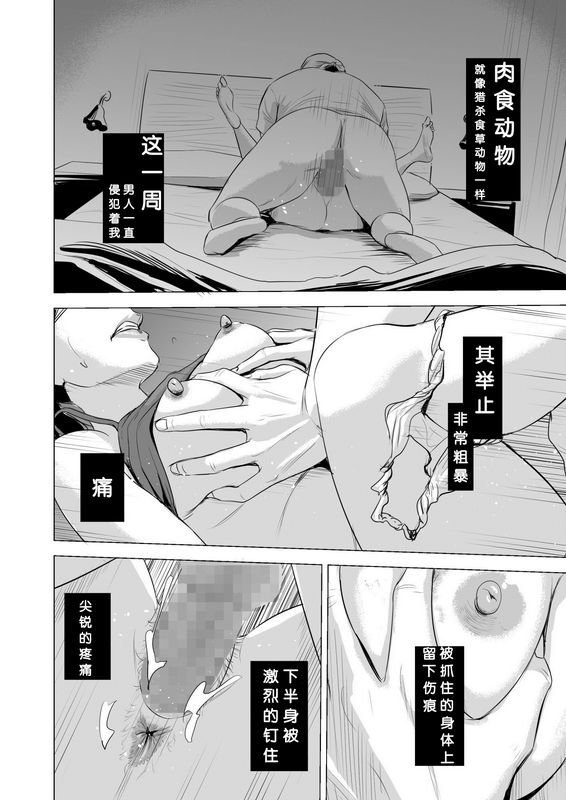 肉食动物
就像猎杀食草动物一样
这一周
男人一直
侵犯着我
其举止
非常粗暴
痛
被抓住的身体上
留下伤痕
下半身被
激烈的钉住
尖锐的疼痛